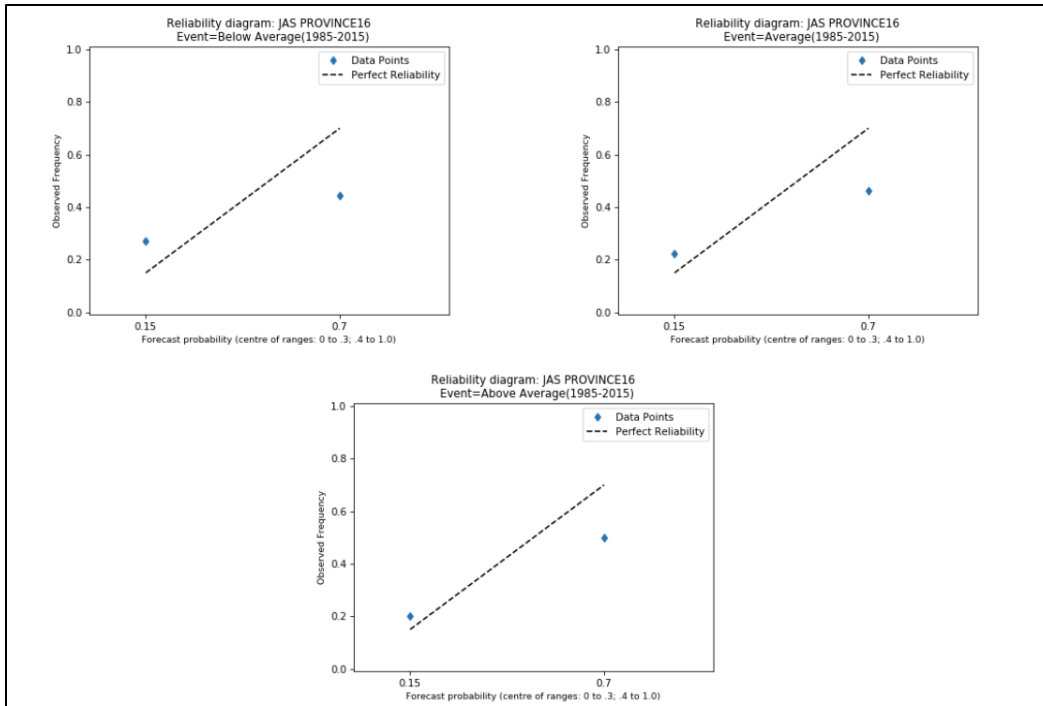 Reliability diagram: JAS PROVINCE16
Event=Below Average(1985-2015)
1.0
0.8
0.6
0.4
0.2
0.0
Observed Frequency
Data Points
Perfect Reliability
0.15
0.7
Forecast probability (centre of ranges: 0 to .3; .4 to 1.0)
Reliability diagram: JAS PROVINCE16
Event=Average(1985-2015)
1.0
0.8
0.6
0.4
0.2
0.0
Observed Frequency
Data Points
Perfect Reliability
0.15
0.7
Forecast probability (centre of ranges: 0 to .3; .4 to 1.0)
Reliability diagram: JAS PROVINCE16
Event=Above Average(1985-2015)
1.0
0.8
0.6
0.4
0.2
0.0
Observed Frequency
Data Points
Perfect Reliability
0.15
0.7
Forecast probability (centre of ranges: 0 to .3; .4 to 1.0)